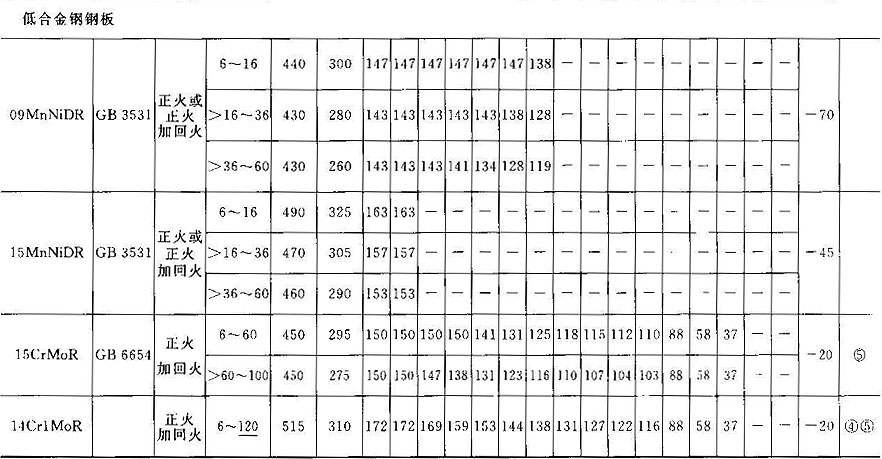 低合金钢钢板
6～16 440 300 147 147 147 147 147 147 138 — — — — — — — — —
09MnNiDR GB 3531 正火或正火加回火 >16～36 430 280 143 143 143 143 143 138 128 — — — — — — — — — －70
>36～60 430 260 143 143 143 141 134 128 119 — — — — — — — — —
6～16 490 325 163 163 — — — — — — — — — — — — — —
15MnNiDR GB 3531 正火或正火加回火 >16～36 470 305 157 157 — — — — — — — — — — — — — — －45
>36～60 460 290 153 153 — — — — — — — — — — — — — —
6～60 450 295 150 150 150 150 141 131 125 118 115 112 110 88 58 37 — —
15CrMoR GB 6654 正火加回火 －20 ⑤
>60～100 450 275 150 150 147 138 131 123 116 110 107 104 103 88 58 37 — —
14Cr1MoR 正火加回火 6～120 515 310 172 172 169 159 153 144 138 131 127 122 116 88 58 37 — — －20 ④⑤